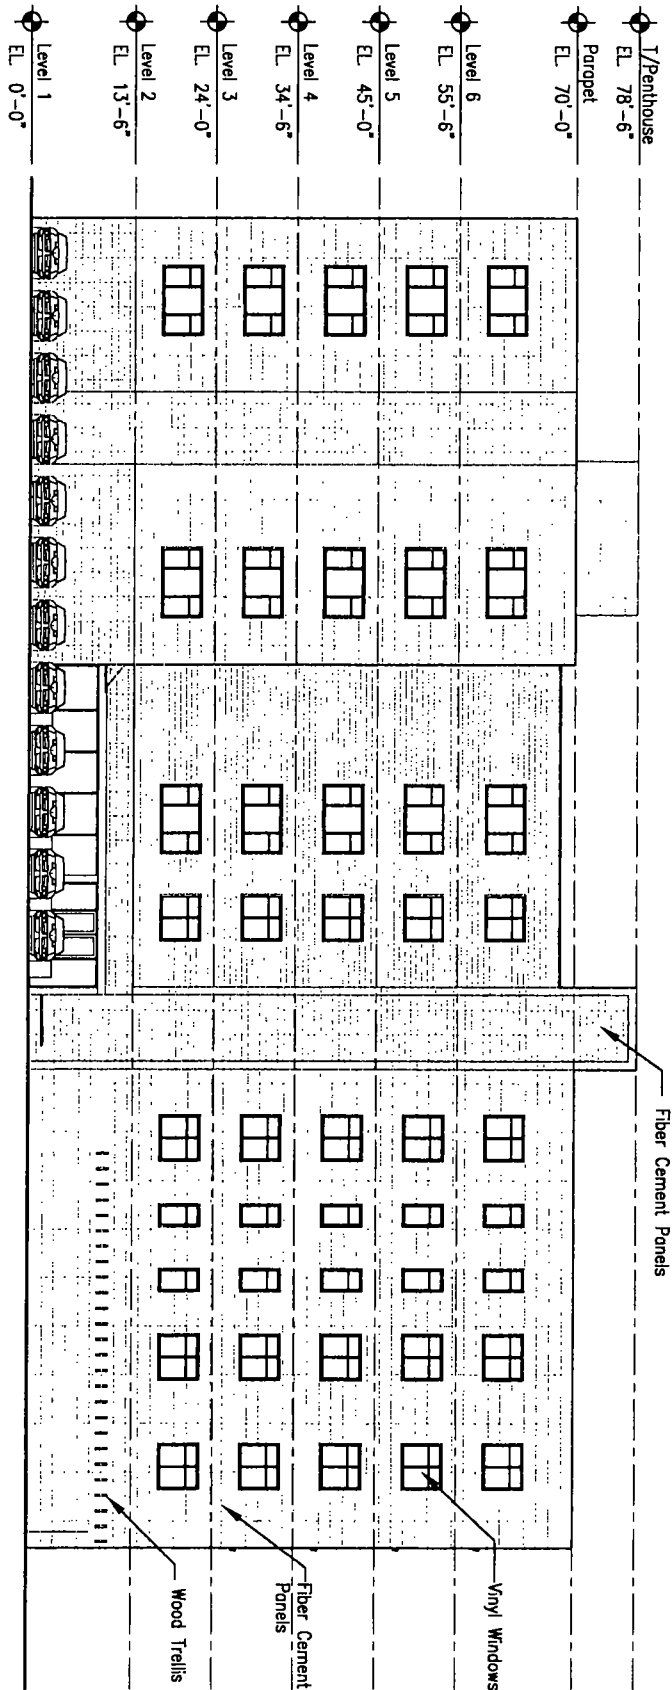 T/Penthouse
EL. 78'-6"
Parapet
EL. 70'-0"
Level 6
EL. 55'-6"
Level 5
EL. 45'-0"
Level 4
EL. 34'-6"
Level 3
EL. 24'-0"
Level 2
EL. 13'-6"
Level 1
EL. 0'-0"
Fiber Cement Panels
Vinyl Windows
Fiber Cement
Panels
Wood Trellis